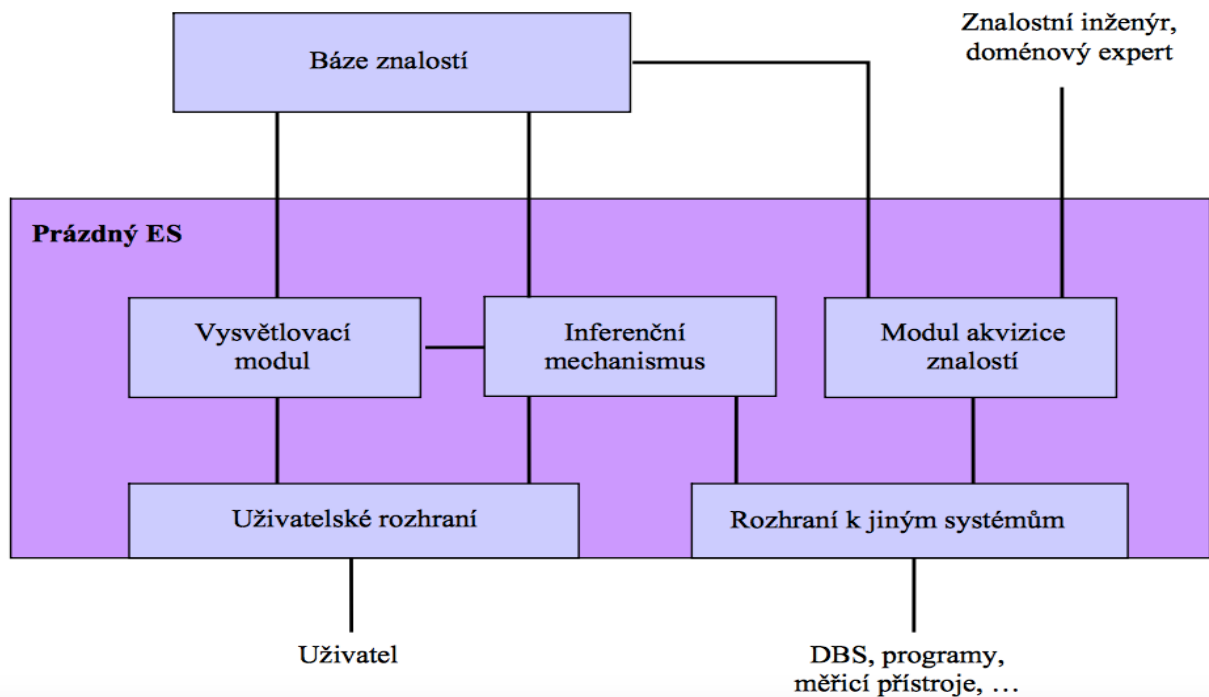 Báze znalostí
Znalostní inženýr,
doménový expert
Prázdný ES
Vysvětlovací
modul
Inferenční
mechanismus
Modul akvizice
znalostí
Uživatelské rozhraní
Rozhraní k jiným systémům
Uživatel
DBS, programy,
měřicí přístroje, …